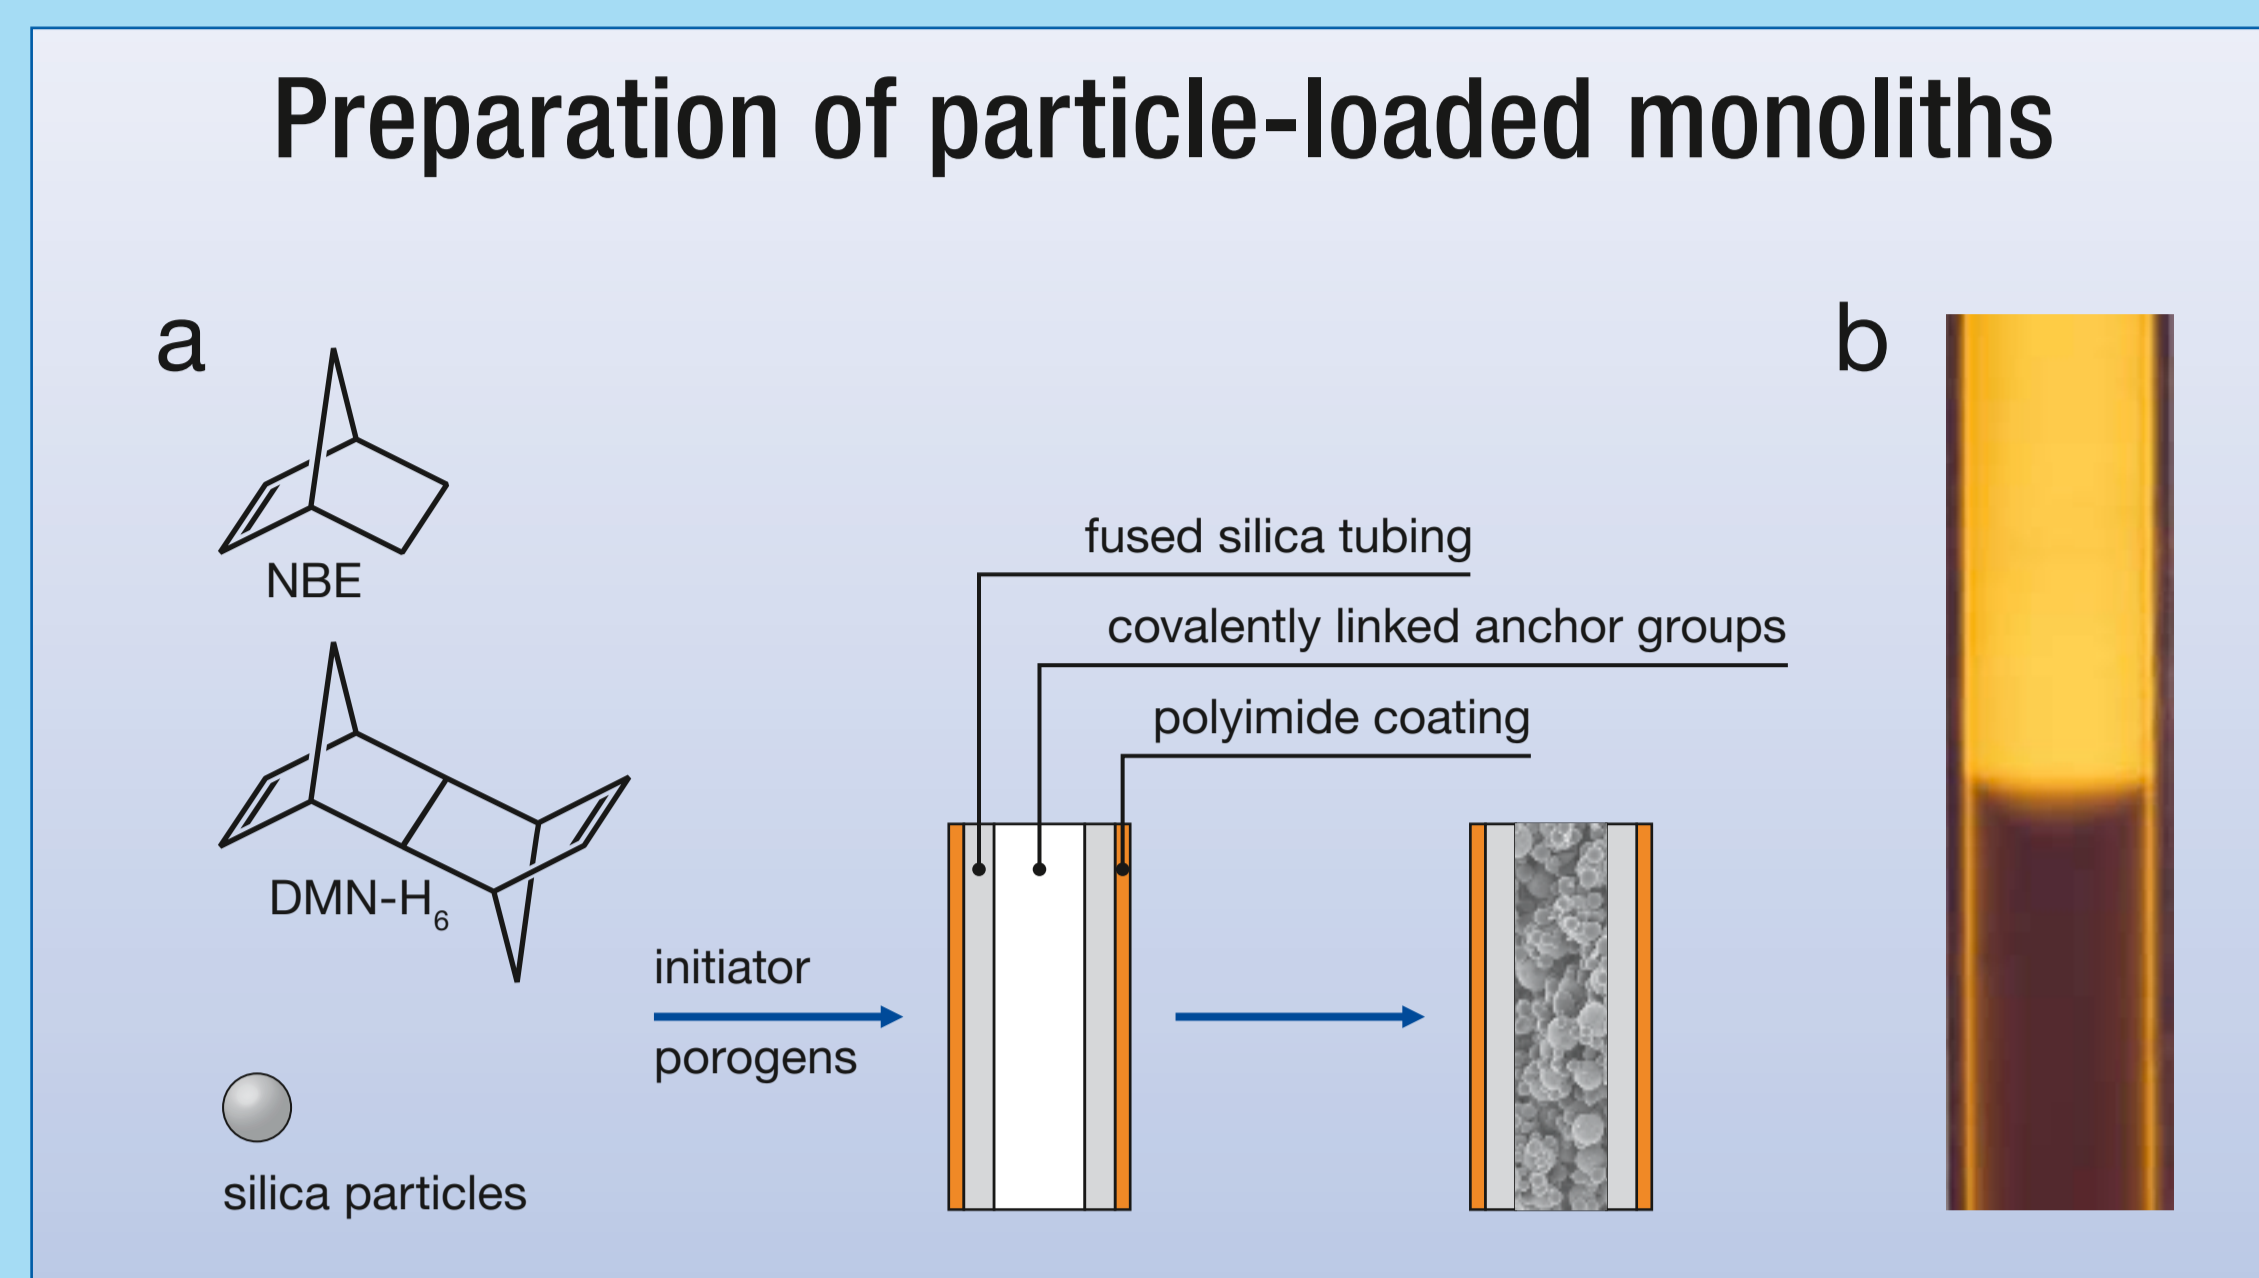 Preparation of particle-loaded monoliths
a
b
NBE
fused silica tubing
covalently linked anchor groups
polyimide coating
DMN-H₆
initiator
porogens
silica particles